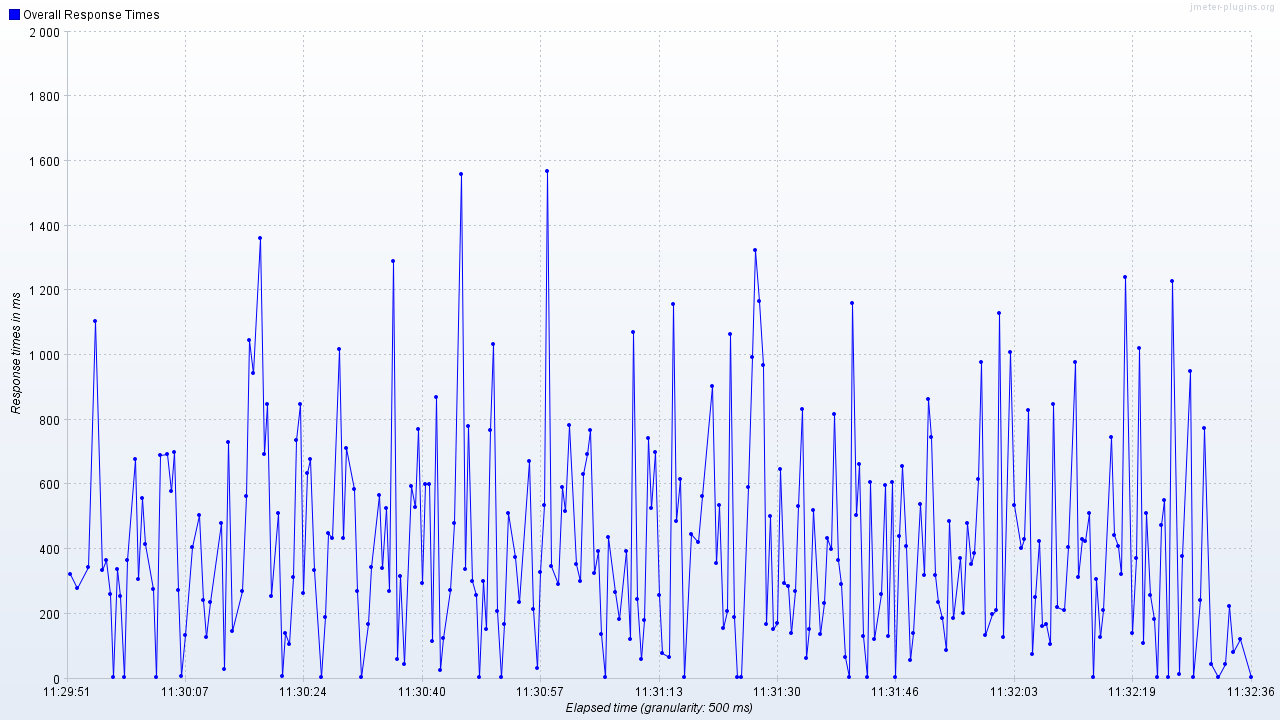 jmeter-plugins.org
Overall Response Times
2 000
1 800
1 600
1 400
1 200
1 000
800
600
400
200
0
Response times in ms
11:29:51 11:30:07 11:30:24 11:30:40 11:30:57 11:31:13 11:31:30 11:31:46 11:32:03 11:32:19 11:32:36
Elapsed time (granularity: 500 ms)